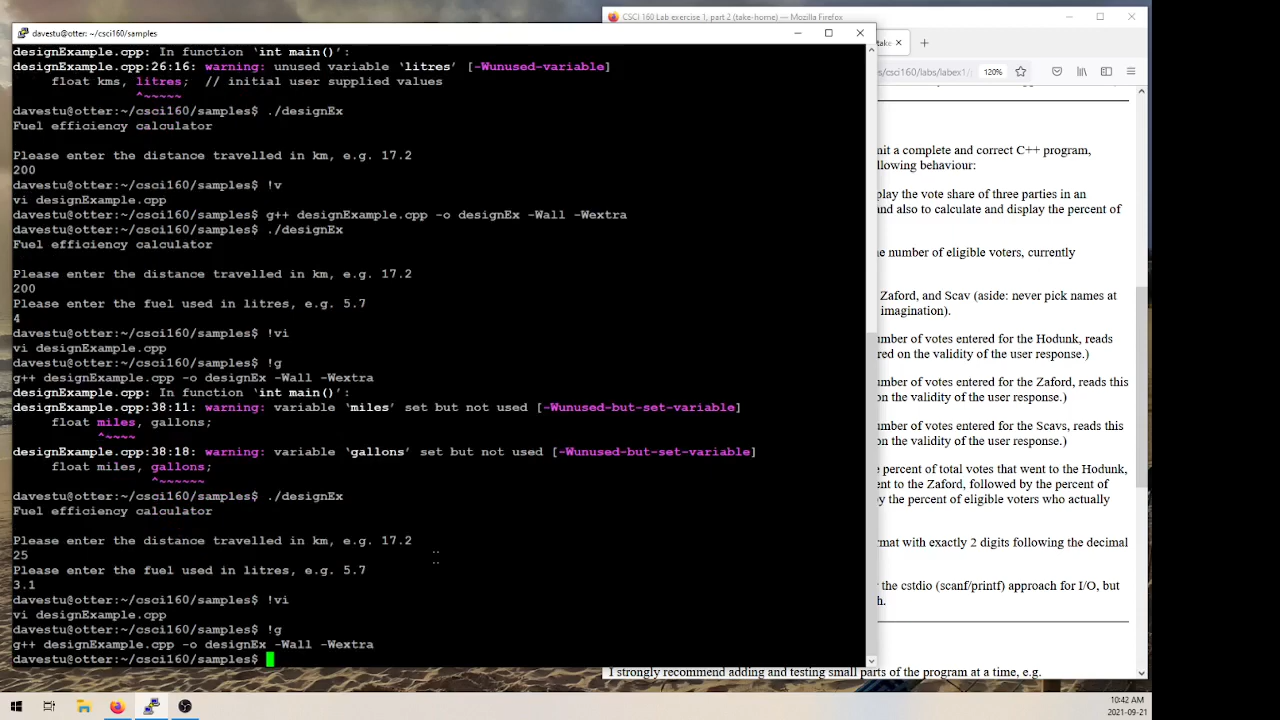 CSCI 160 Lab exercise 1, part 2 (take-home) — Mozilla Firefox
davestu@otter:~/csci160/samples
designExample.cpp: In function ‘int main()’:
designExample.cpp:26:16: warning: unused variable ‘litres’ [-Wunused-variable]
float kms, litres;  // initial user supplied values
^~~~~~
davestu@otter:~/csci160/samples$ ./designEx
Fuel efficiency calculator
Please enter the distance travelled in km, e.g. 17.2
200
davestu@otter:~/csci160/samples$ !v
vi designExample.cpp
davestu@otter:~/csci160/samples$ g++ designExample.cpp -o designEx -Wall -Wextra
davestu@otter:~/csci160/samples$ ./designEx
Fuel efficiency calculator
Please enter the distance travelled in km, e.g. 17.2
200
Please enter the fuel used in litres, e.g. 5.7
4
davestu@otter:~/csci160/samples$ !vi
vi designExample.cpp
davestu@otter:~/csci160/samples$ !g
g++ designExample.cpp -o designEx -Wall -Wextra
designExample.cpp: In function ‘int main()’:
designExample.cpp:38:11: warning: variable ‘miles’ set but not used [-Wunused-but-set-variable]
float miles, gallons;
^~~~~
designExample.cpp:38:18: warning: variable ‘gallons’ set but not used [-Wunused-but-set-variable]
float miles, gallons;
^~~~~~~
davestu@otter:~/csci160/samples$ ./designEx
Fuel efficiency calculator
Please enter the distance travelled in km, e.g. 17.2
25
Please enter the fuel used in litres, e.g. 5.7
3.1
davestu@otter:~/csci160/samples$ !vi
vi designExample.cpp
davestu@otter:~/csci160/samples$ !g
g++ designExample.cpp -o designEx -Wall -Wextra
davestu@otter:~/csci160/samples$
s/csci160/labs/labex1/
120%
mit a complete and correct C++ program,
llowing behaviour:
play the vote share of three parties in an
and also to calculate and display the percent of
he number of eligible voters, currently
Zaford, and Scav (aside: never pick names at
imagination).
umber of votes entered for the Hodunk, reads
red on the validity of the user response.)
umber of votes entered for the Zaford, reads this
on the validity of the user response.)
umber of votes entered for the Scavs, reads this
on the validity of the user response.)
e percent of total votes that went to the Hodunk,
ent to the Zaford, followed by the percent of
by the percent of eligible voters who actually
rmat with exactly 2 digits following the decimal
r the cstdio (scanf/printf) approach for I/O, but
h.
I strongly recommend adding and testing small parts of the program at a time, e.g.
10:42 AM
2021-09-21